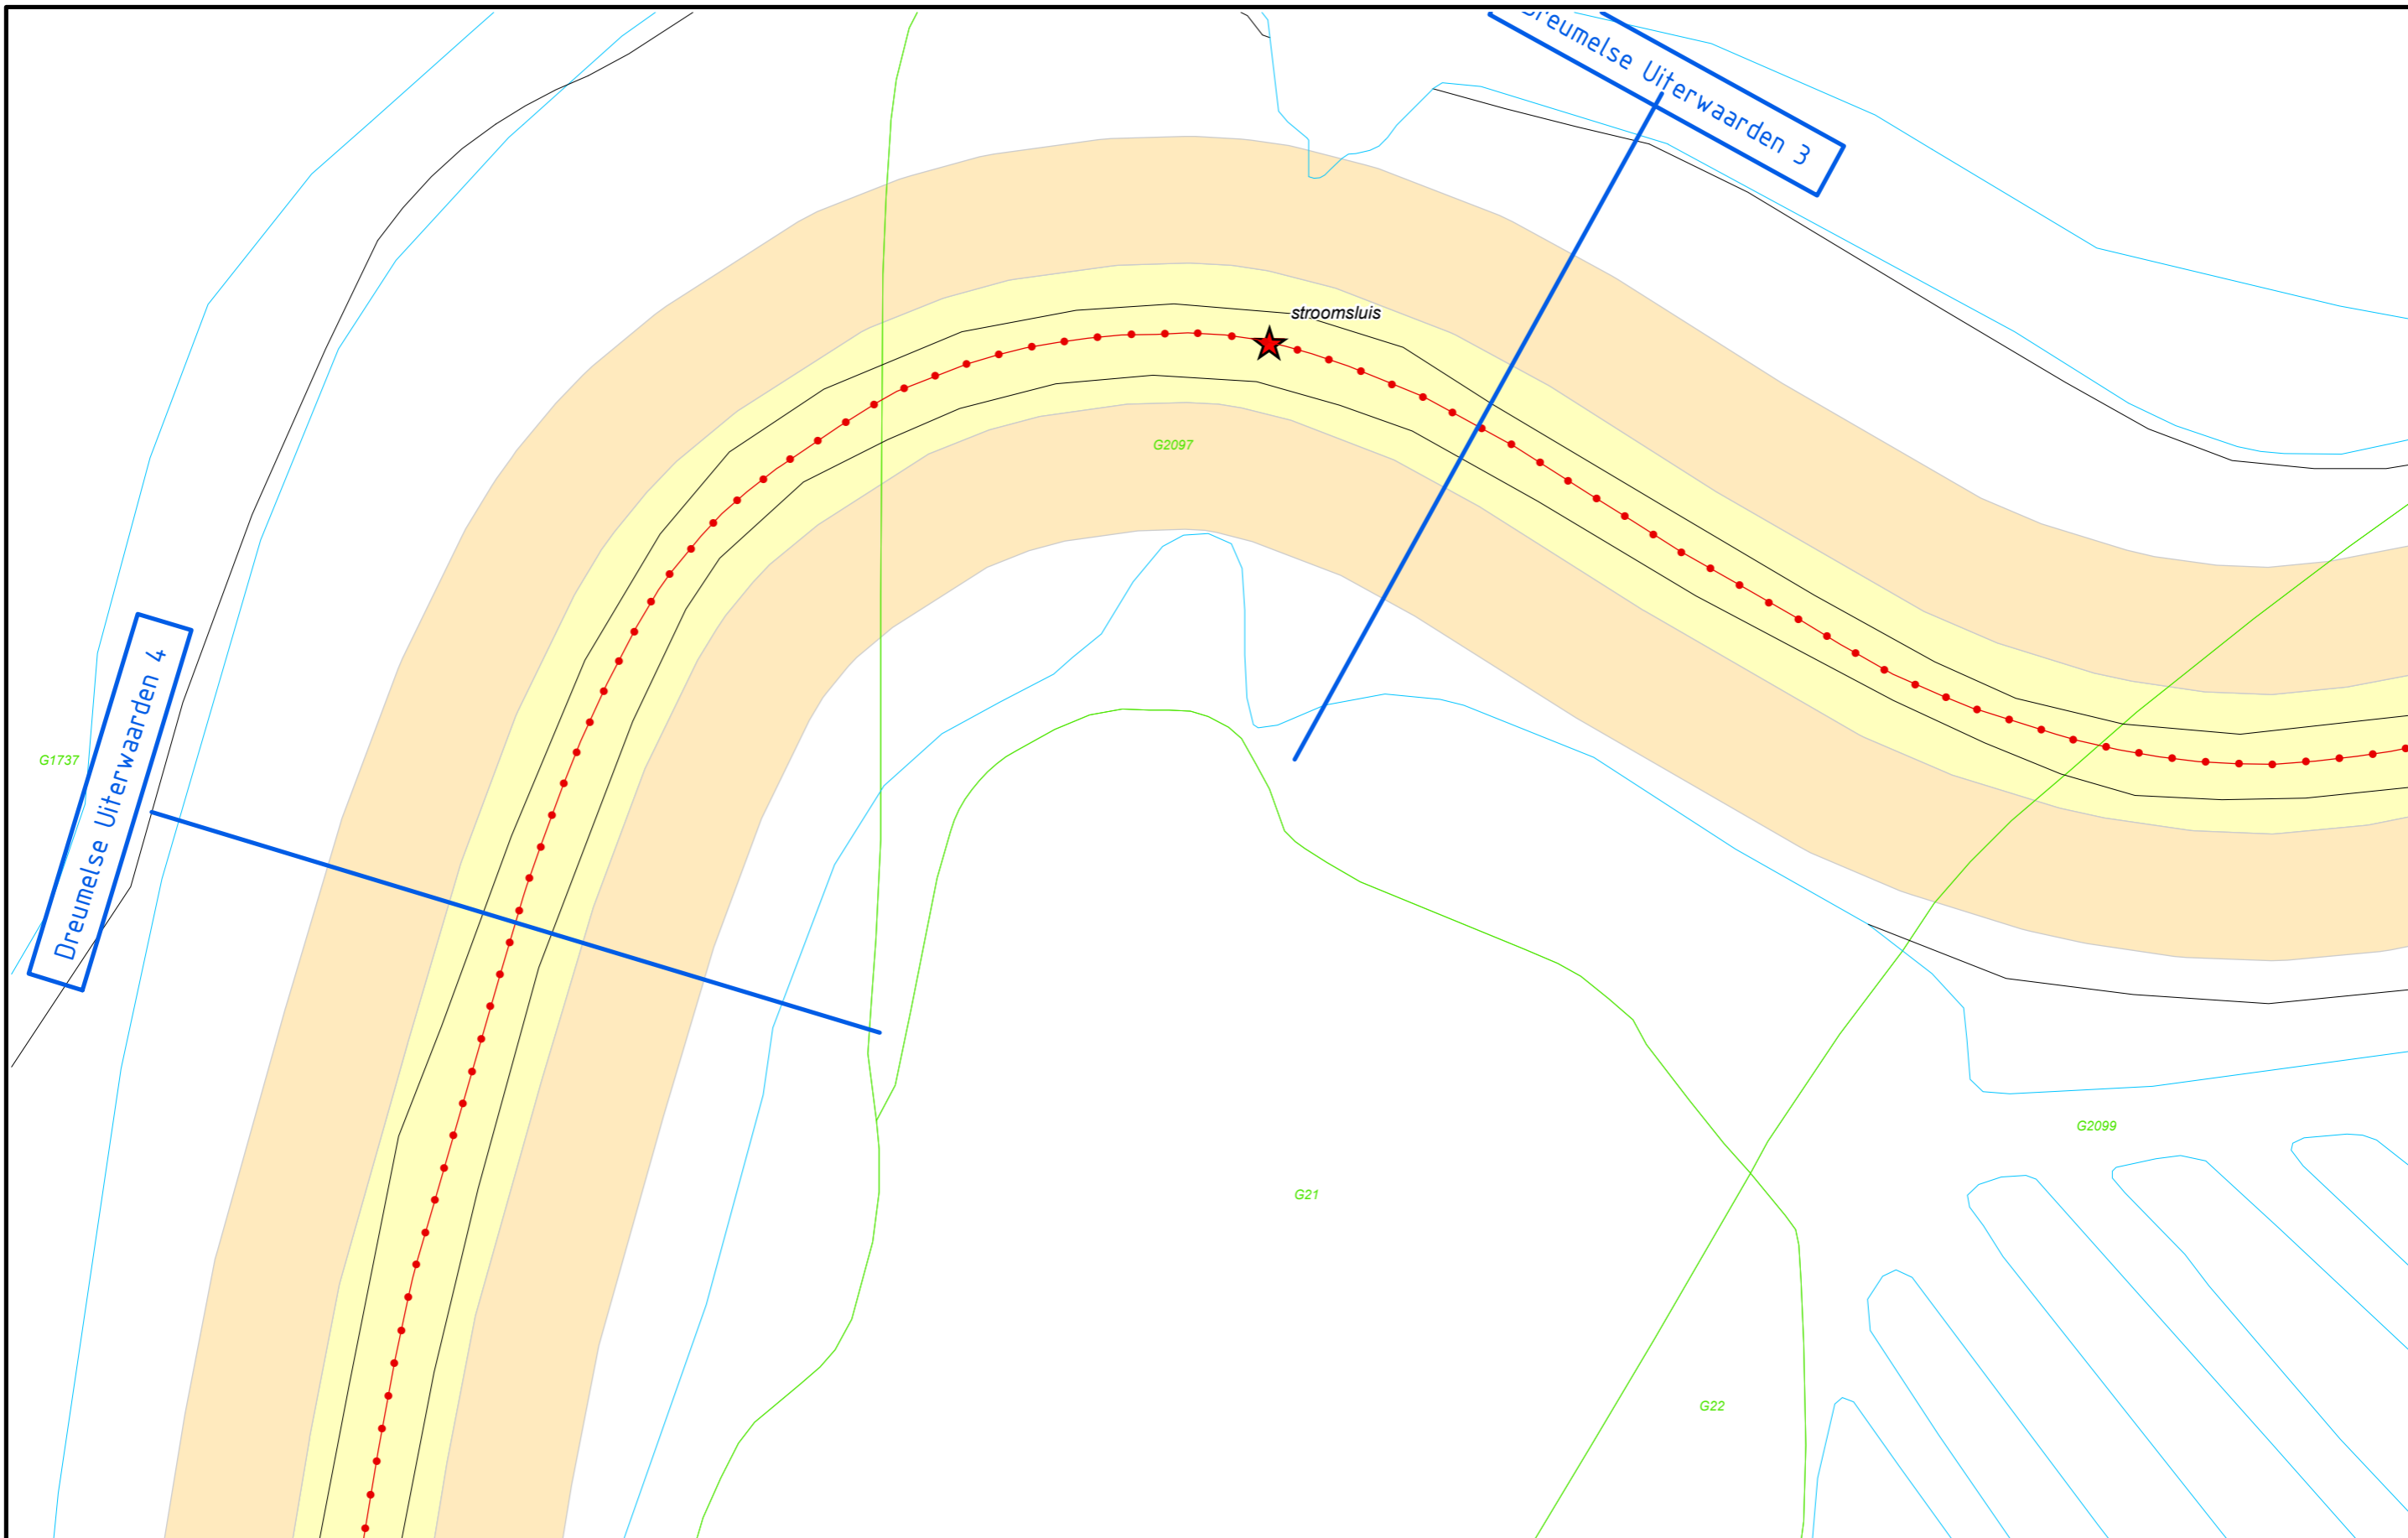 Dreumelse Uiterwaarden 3
stroomsluis
G2097
Dreumelse Uiterwaarden 4
G1737
G2099
G21
G22